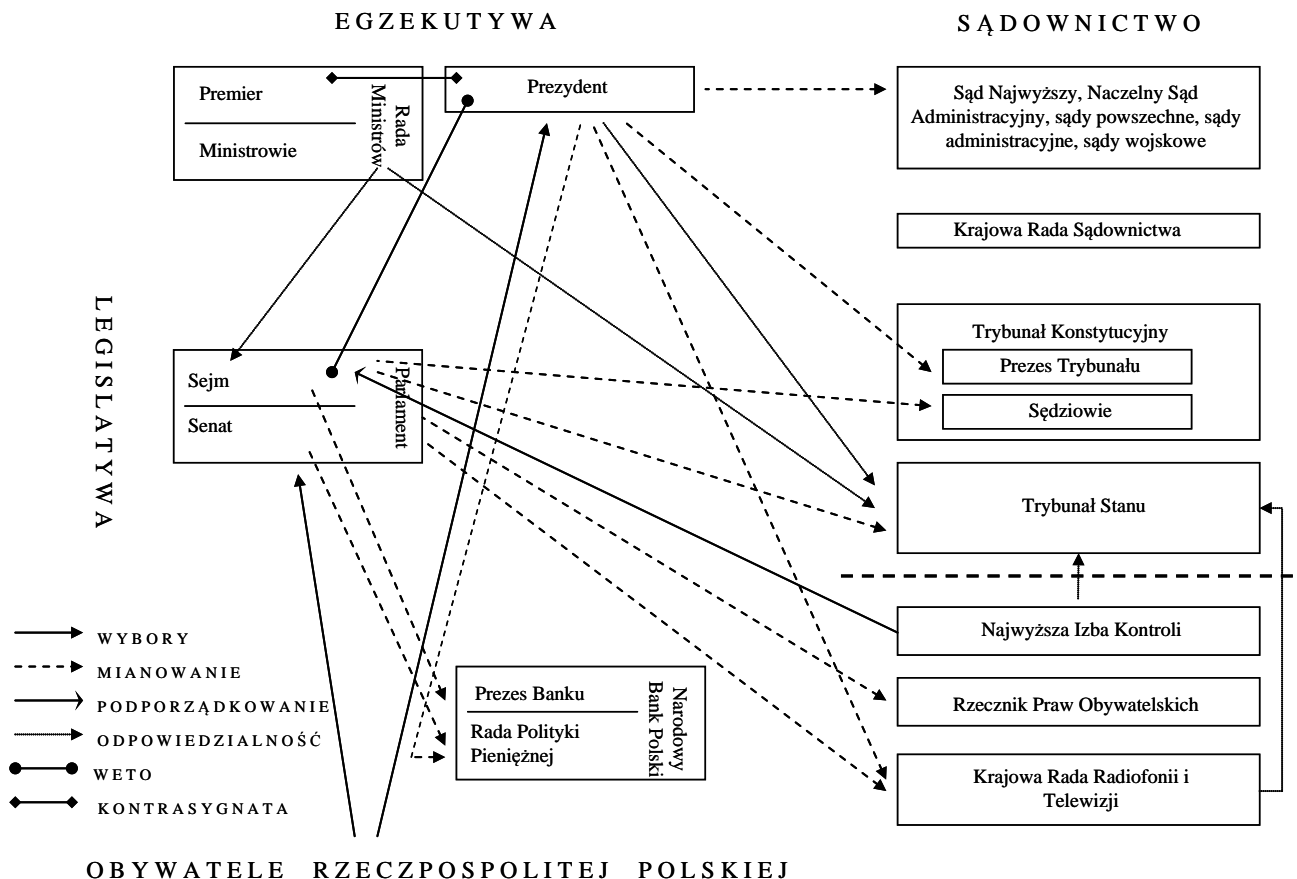 EGZEKUTYWA
SĄDOWNICTWO
Premier
Ministrowie
Rada
Ministrów
Prezydent
Sąd Najwyższy, Naczelny Sąd
Administracyjny, sądy powszechne, sądy
administracyjne, sądy wojskowe
Krajowa Rada Sądownictwa
LEGISLATYWA
Sejm
Senat
Parlament
Trybunał Konstytucyjny
Prezes Trybunału
Sędziowie
Trybunał Stanu
Najwyższa Izba Kontroli
Rzecznik Praw Obywatelskich
Krajowa Rada Radiofonii i
Telewizji
Prezes Banku
Rada Polityki
Pieniężnej
Narodowy
Bank Polski
WYBORY
MIANOWANIE
PODPORZĄDKOWANIE
ODPOWIEDZIALNOŚĆ
WETO
KONTRASYGNATA
OBYWATELE RZECZPOSPOLITEJ POLSKIEJ